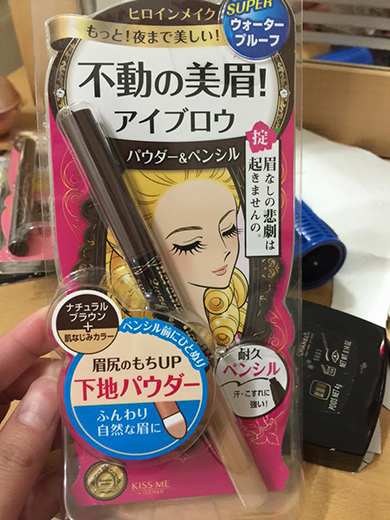 ヒロインメイク
SUPER
ウォーター
プルーフ
もっと!夜まで美しい!
不動の美眉!
アイブロウ
パウダー&ペンシル
掟
眉なしの悲劇は
起きませんの。
ナチュラル
ブラウン
+
肌なじみカラー
ペンシル前にひとぬり
眉尻のもちUP
下地パウダー
ふんわり
自然な眉に
耐久
ペンシル
汗・こすれに
強い!
KISS ME
CHANEL